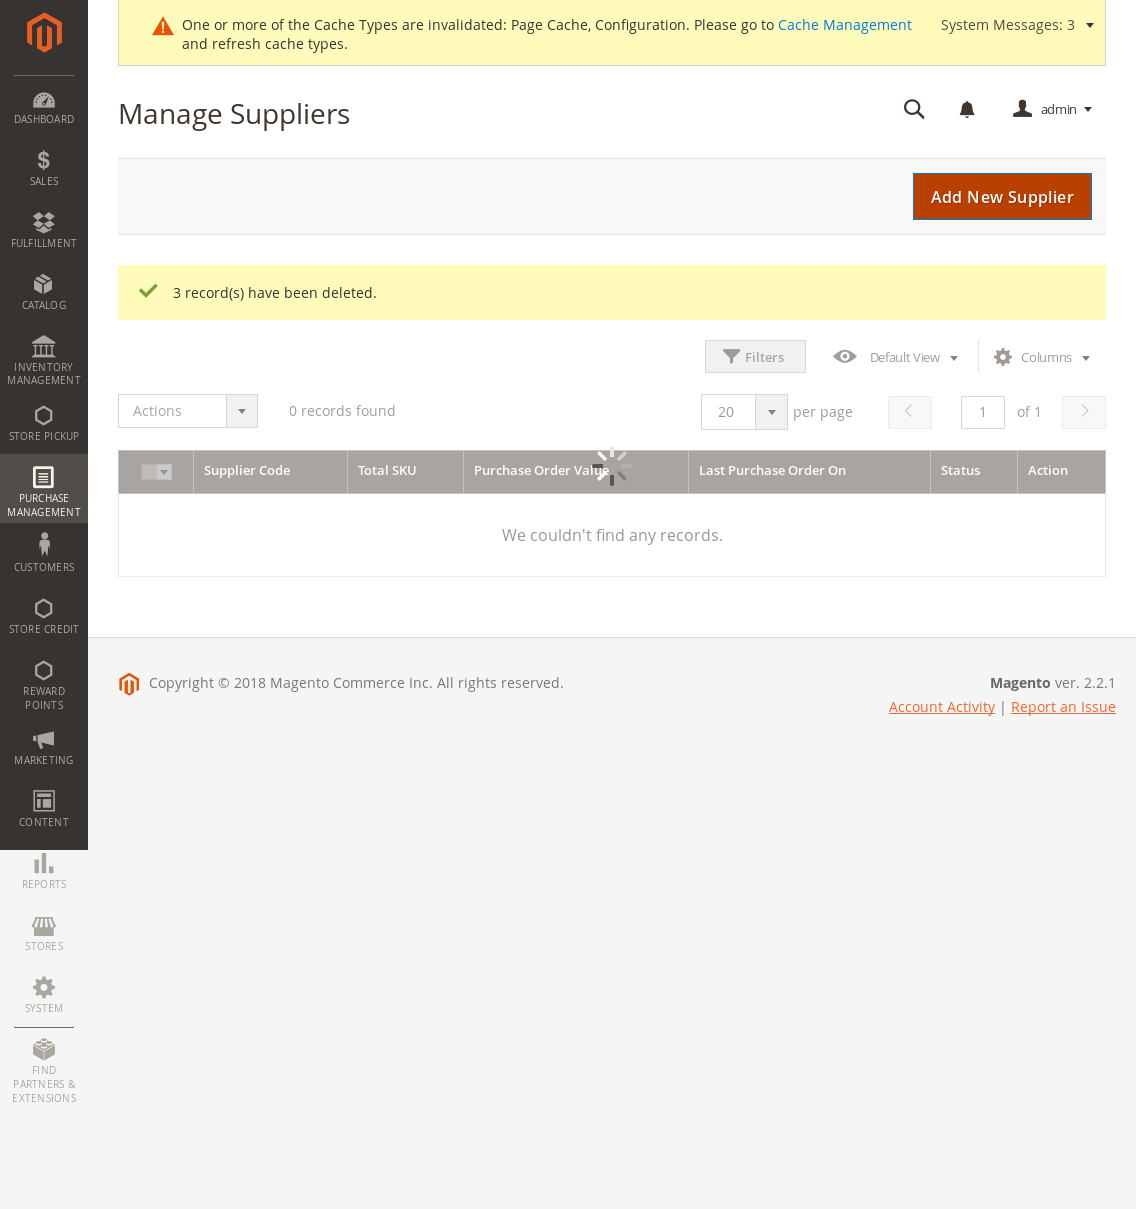 One or more of the Cache Types are invalidated: Page Cache, Configuration. Please go to Cache Management
and refresh cache types.
System Messages: 3
Manage Suppliers
admin
Add New Supplier
3 record(s) have been deleted.
Filters
Default View
Columns
Actions
0 records found
20
per page
1
of 1
Supplier Code
Total SKU
Purchase Order Value
Last Purchase Order On
Status
Action
We couldn't find any records.
Copyright © 2018 Magento Commerce Inc. All rights reserved.
Magento ver. 2.2.1
Account Activity | Report an Issue
DASHBOARD
SALES
FULFILLMENT
CATALOG
INVENTORY
MANAGEMENT
STORE PICKUP
PURCHASE
MANAGEMENT
CUSTOMERS
STORE CREDIT
REWARD
POINTS
MARKETING
CONTENT
REPORTS
STORES
SYSTEM
FIND
PARTNERS &
EXTENSIONS